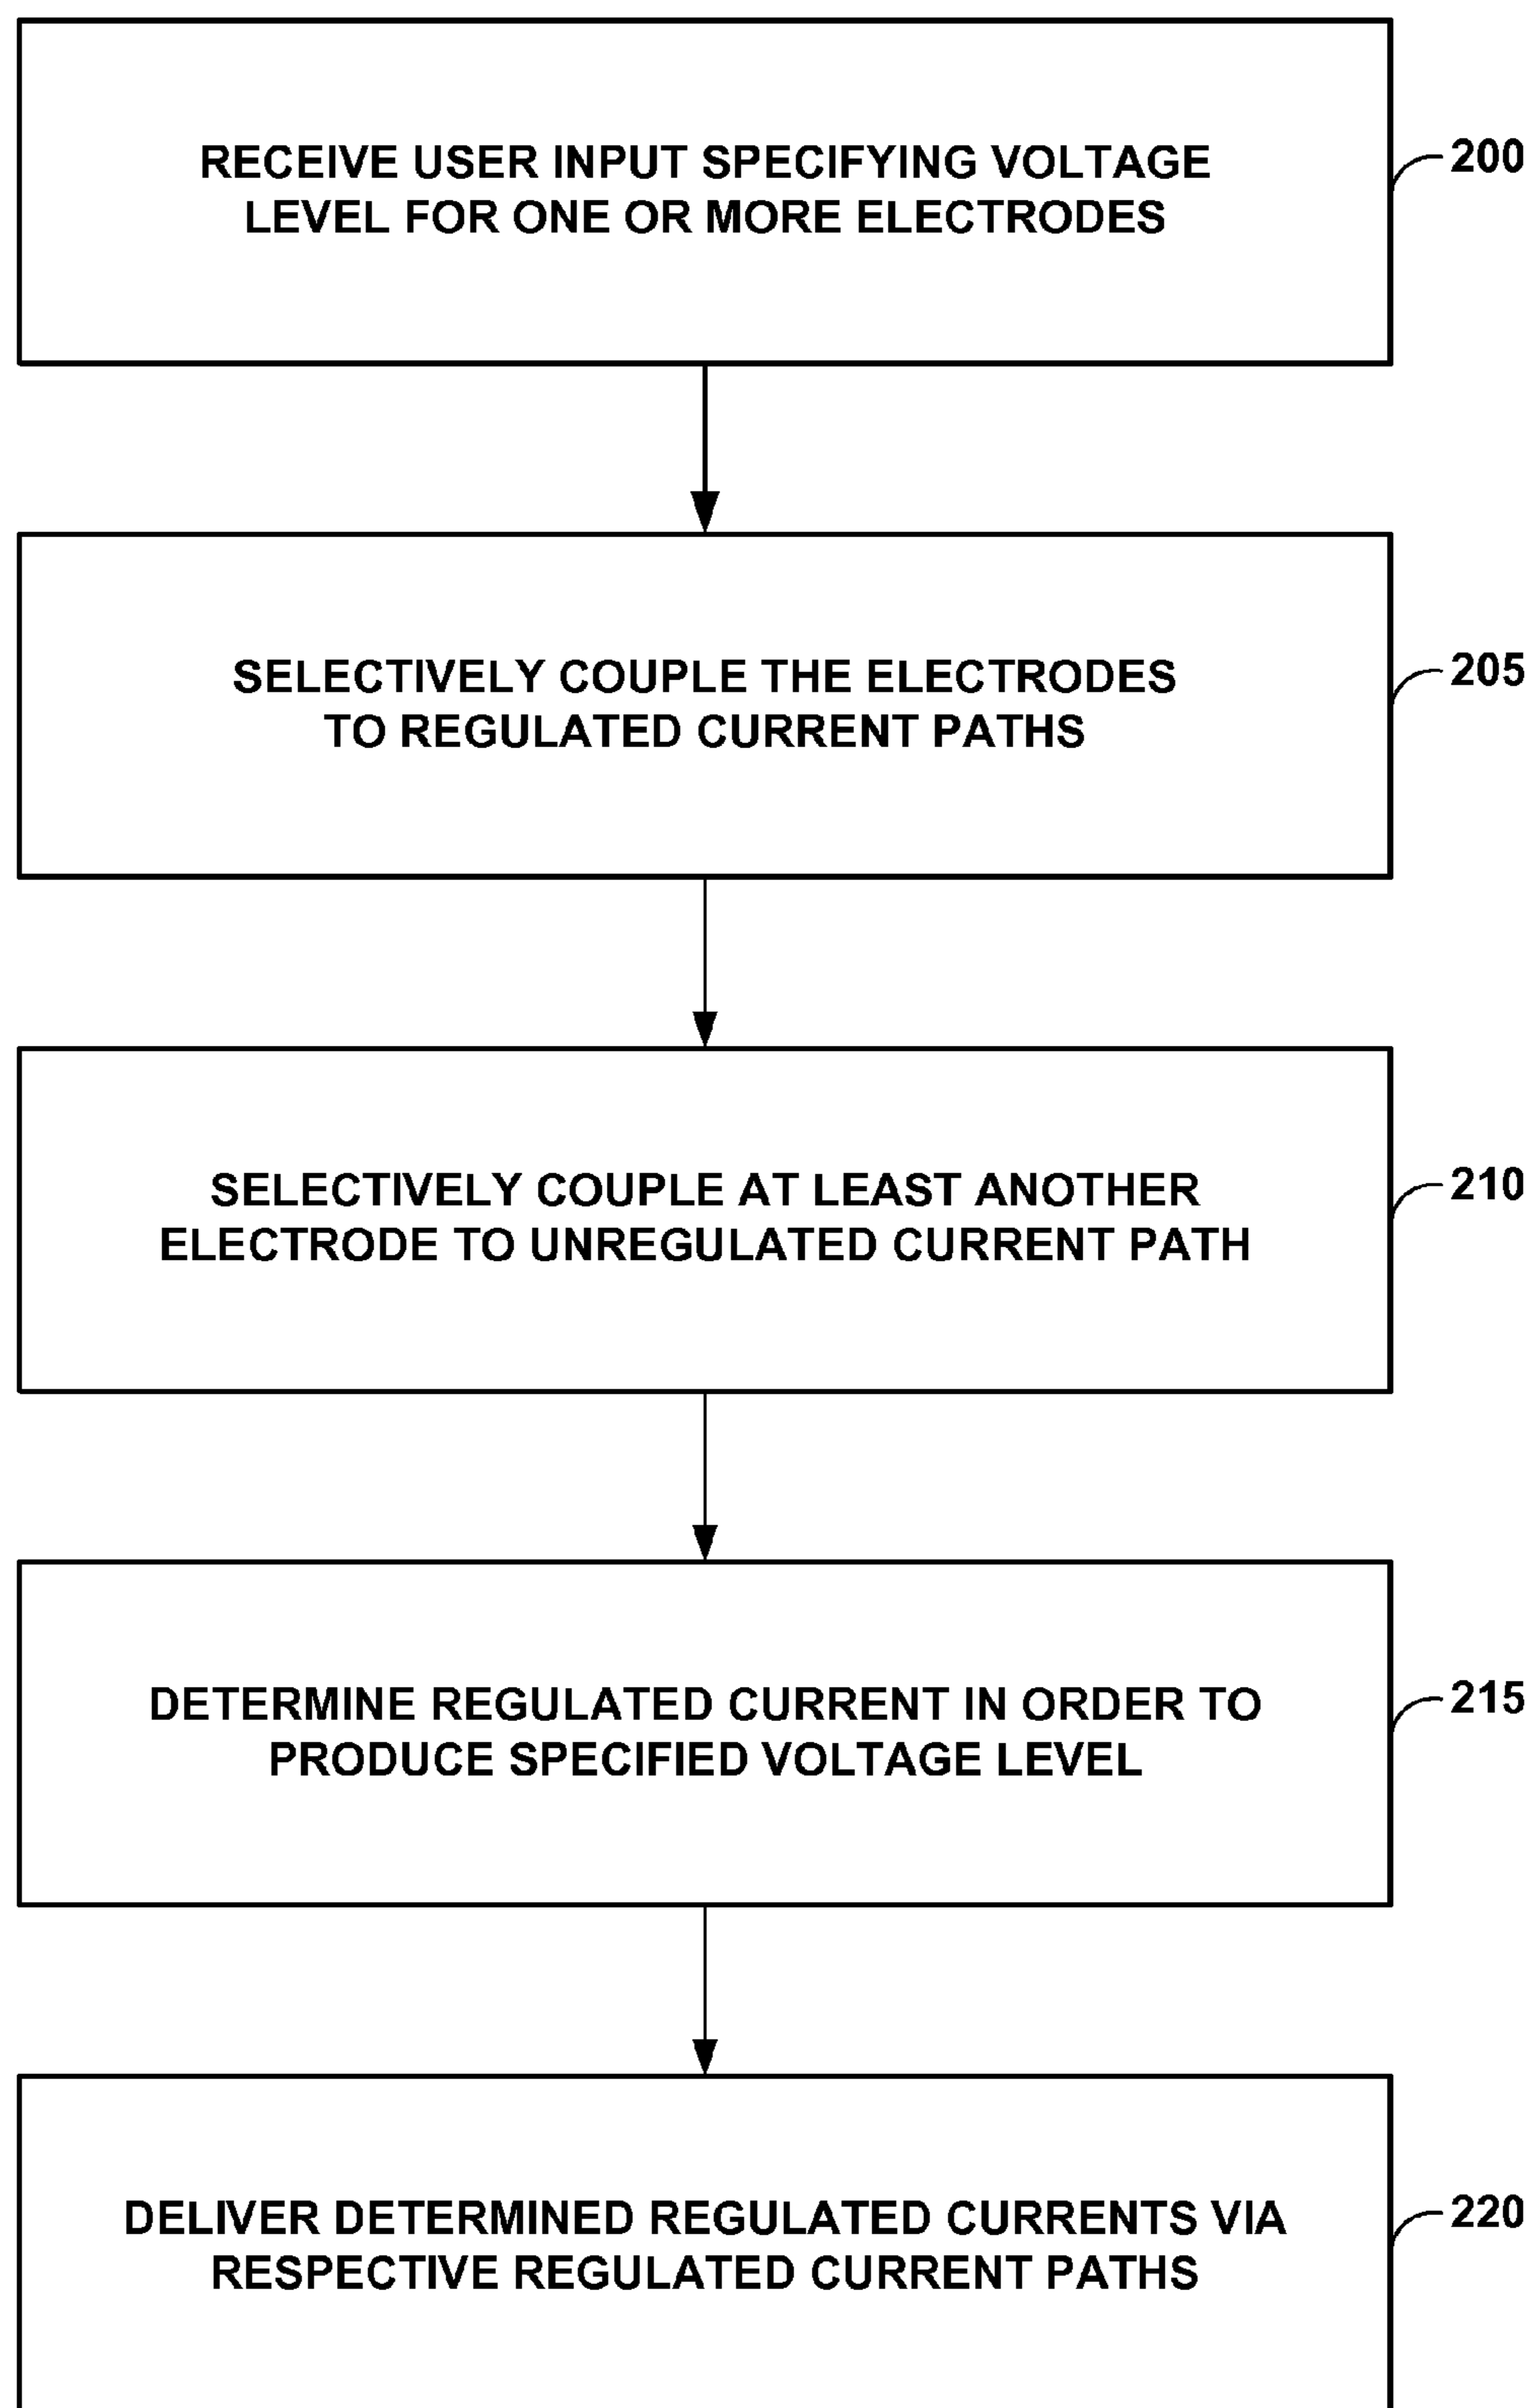 RECEIVE USER INPUT SPECIFYING VOLTAGE
LEVEL FOR ONE OR MORE ELECTRODES
200
SELECTIVELY COUPLE THE ELECTRODES
TO REGULATED CURRENT PATHS
205
SELECTIVELY COUPLE AT LEAST ANOTHER
ELECTRODE TO UNREGULATED CURRENT PATH
210
DETERMINE REGULATED CURRENT IN ORDER TO
PRODUCE SPECIFIED VOLTAGE LEVEL
215
DELIVER DETERMINED REGULATED CURRENTS VIA
RESPECTIVE REGULATED CURRENT PATHS
220